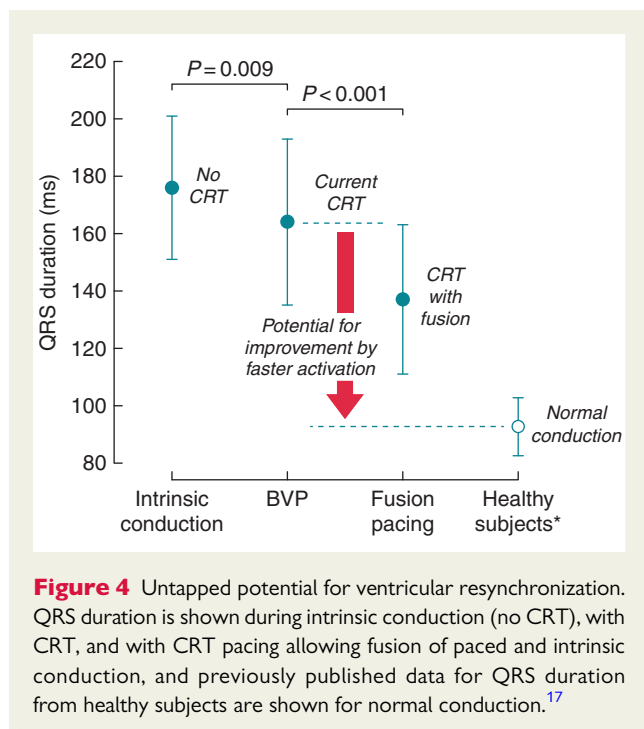 220
200
180
160
140
120
100
80
QRS duration (ms)
P = 0.009
P < 0.001
No
CRT
Current
CRT
CRT
with
fusion
Potential for
improvement by
faster activation
Normal
conduction
Intrinsic
conduction
BVP
Fusion
pacing
Healthy
subjects*
Figure 4 Untapped potential for ventricular resynchronization.
QRS duration is shown during intrinsic conduction (no CRT), with
CRT, and with CRT pacing allowing fusion of paced and intrinsic
conduction, and previously published data for QRS duration
from healthy subjects are shown for normal conduction.17